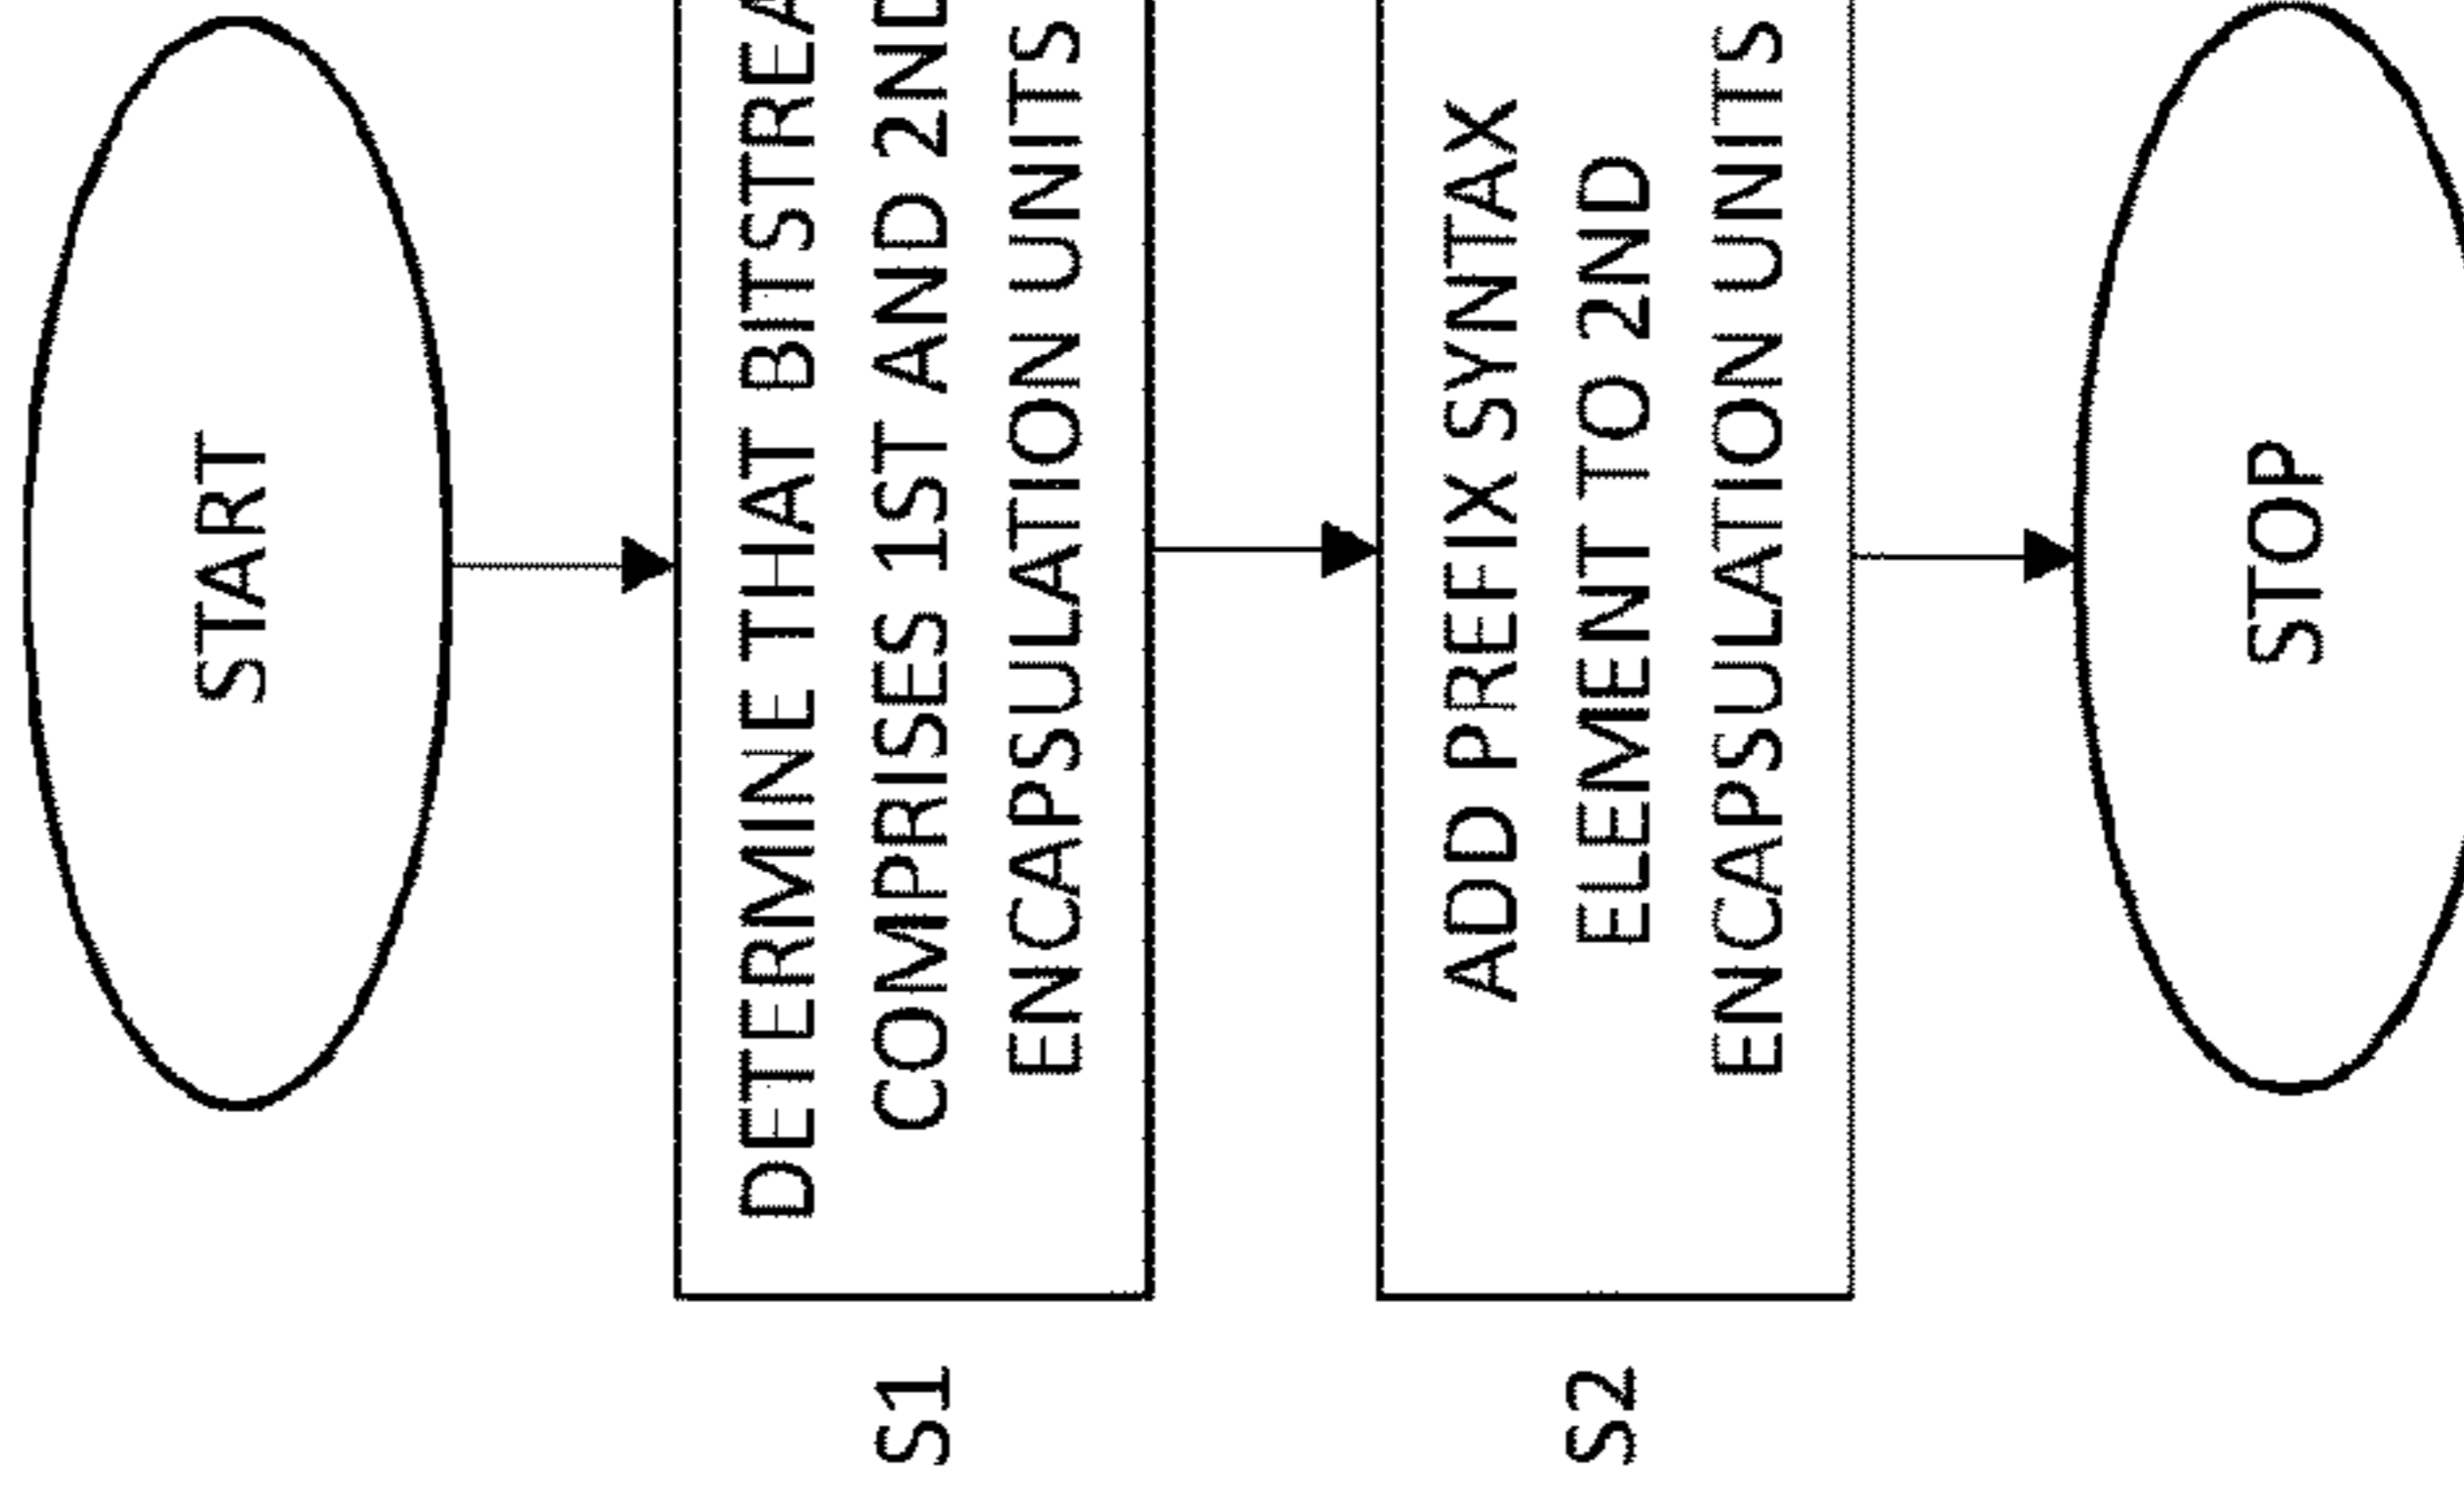 START
DETERMINE THAT BITSTREA
COMPRISES 1ST AND 2ND
ENCAPSULATION UNITS
S1
ADD PREFIX SYNTAX
ELEMENT TO 2ND
ENCAPSULATION UNITS
S2
STOP